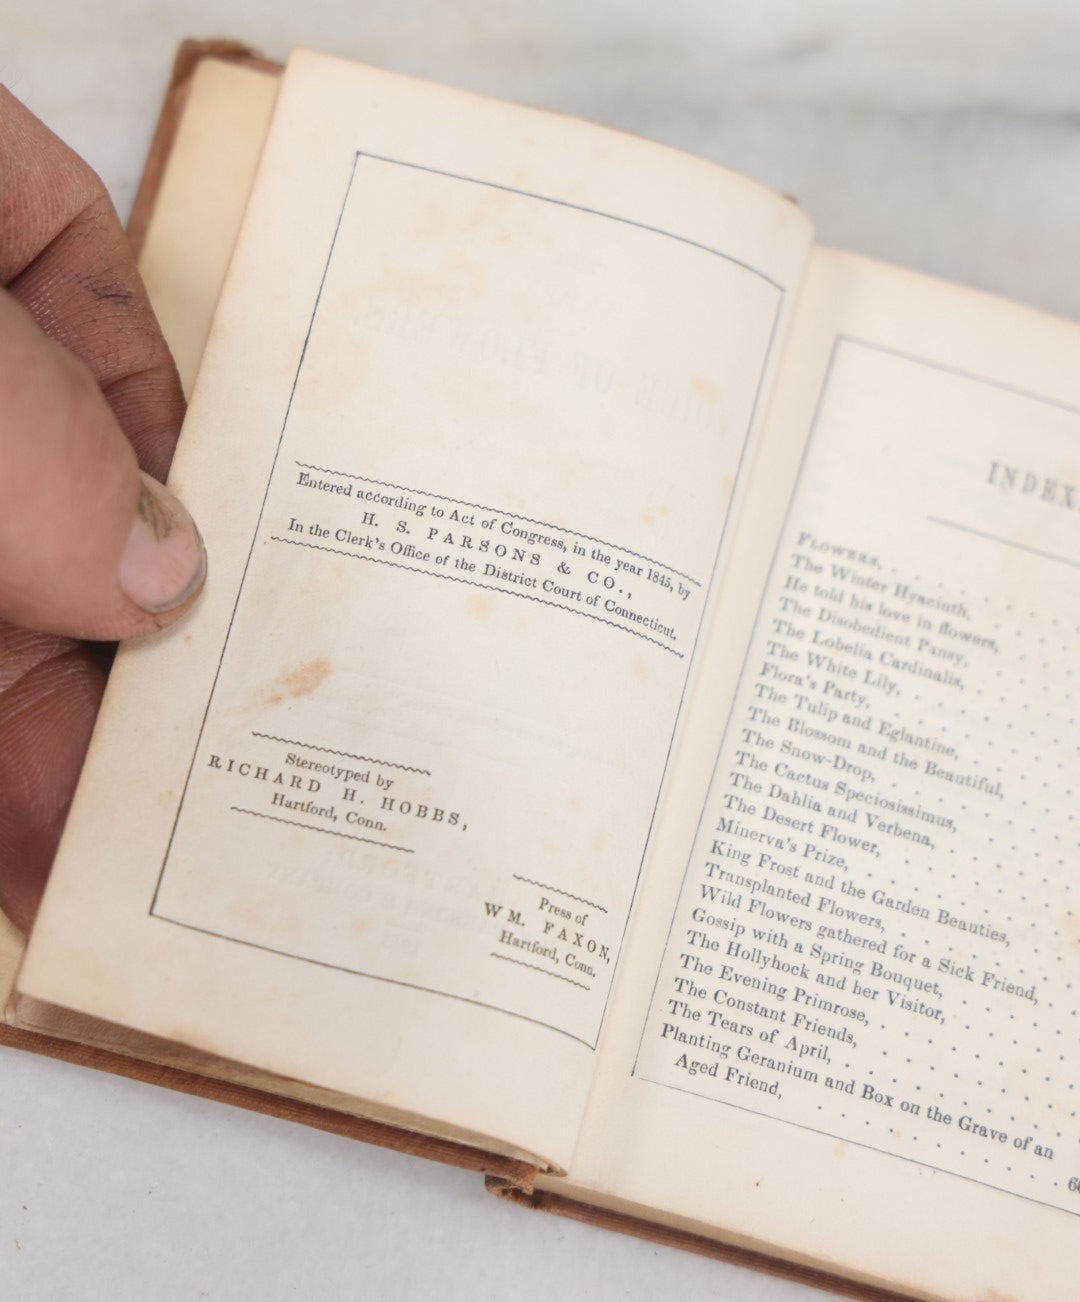 Entered according to Act of Congress, in the year 1845, by
H. S. PARSONS & CO.,
In the Clerk's Office of the District Court of Connecticut.
Stereotyped by
RICHARD H. HOBBS,
Hartford, Conn.
Press of
WM. FAXON,
Hartford, Conn.
INDEX
FLOWERS, . . . .
The Winter Hyacinth, . . . .
He told his love in flowers, . . .
The Disobedient Pansy, . . . .
The Lobelia Cardinalis, . . . .
The White Lily, . . . . . .
Flora's Party, . . . . . .
The Tulip and Eglantine, . . . .
The Blossom and the Beautiful, . . .
The Snow-Drop, . . . . . .
The Cactus Speciosissimus, . . . .
The Dahlia and Verbena, . . . .
The Desert Flower, . . . . .
Minerva's Prize, . . . . . .
King Frost and the Garden Beauties, . .
Transplanted Flowers, . . . . .
Wild Flowers gathered for a Sick Friend, .
Gossip with a Spring Bouquet, . . . .
The Hollyhock and her Visitor, . . . .
The Evening Primrose, . . . . .
The Constant Friends, . . . . .
The Tears of April, . . . . . .
Planting Geranium and Box on the Grave of an
Aged Friend, . . . . . . .